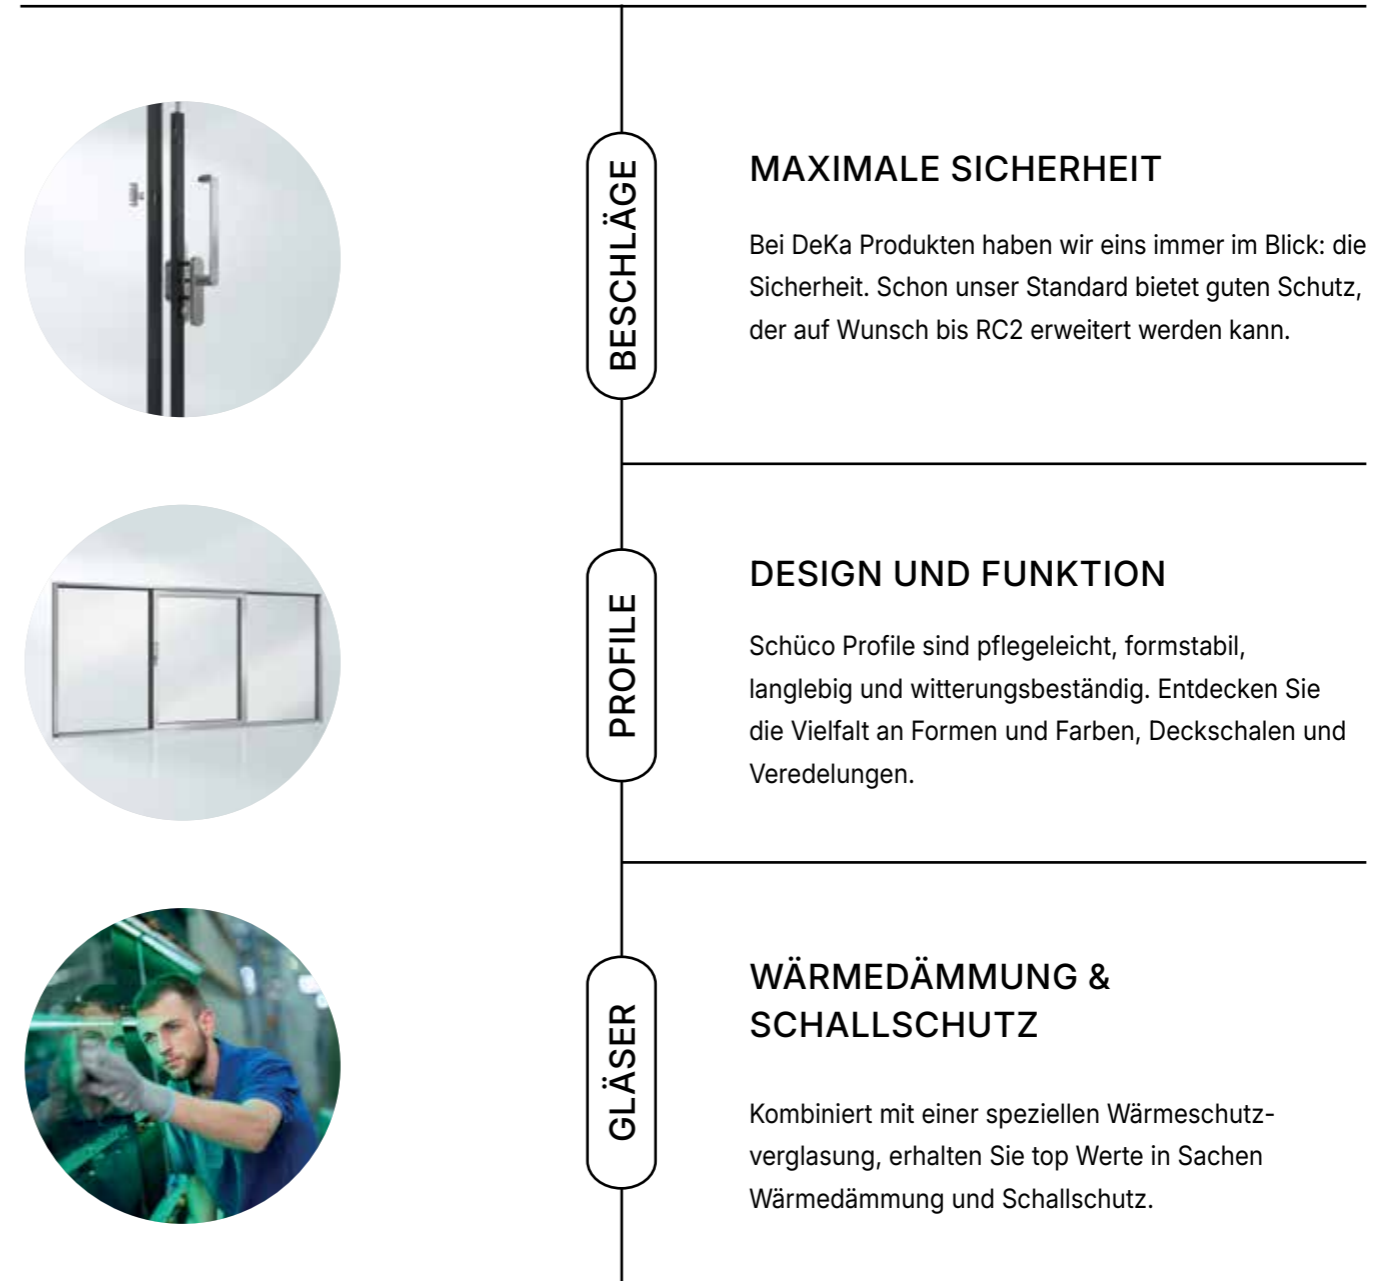 BESCHLÄGE
MAXIMALE SICHERHEIT
Bei DeKa Produkten haben wir eins immer im Blick: die
Sicherheit. Schon unser Standard bietet guten Schutz,
der auf Wunsch bis RC2 erweitert werden kann.
PROFILE
DESIGN UND FUNKTION
Schüco Profile sind pflegeleicht, formstabil,
langlebig und witterungsbeständig. Entdecken Sie
die Vielfalt an Formen und Farben, Deckschalen und
Veredelungen.
GLÄSER
WÄRMEDÄMMUNG &
SCHALLSCHUTZ
Kombiniert mit einer speziellen Wärmeschutz-
verglasung, erhalten Sie top Werte in Sachen
Wärmedämmung und Schallschutz.